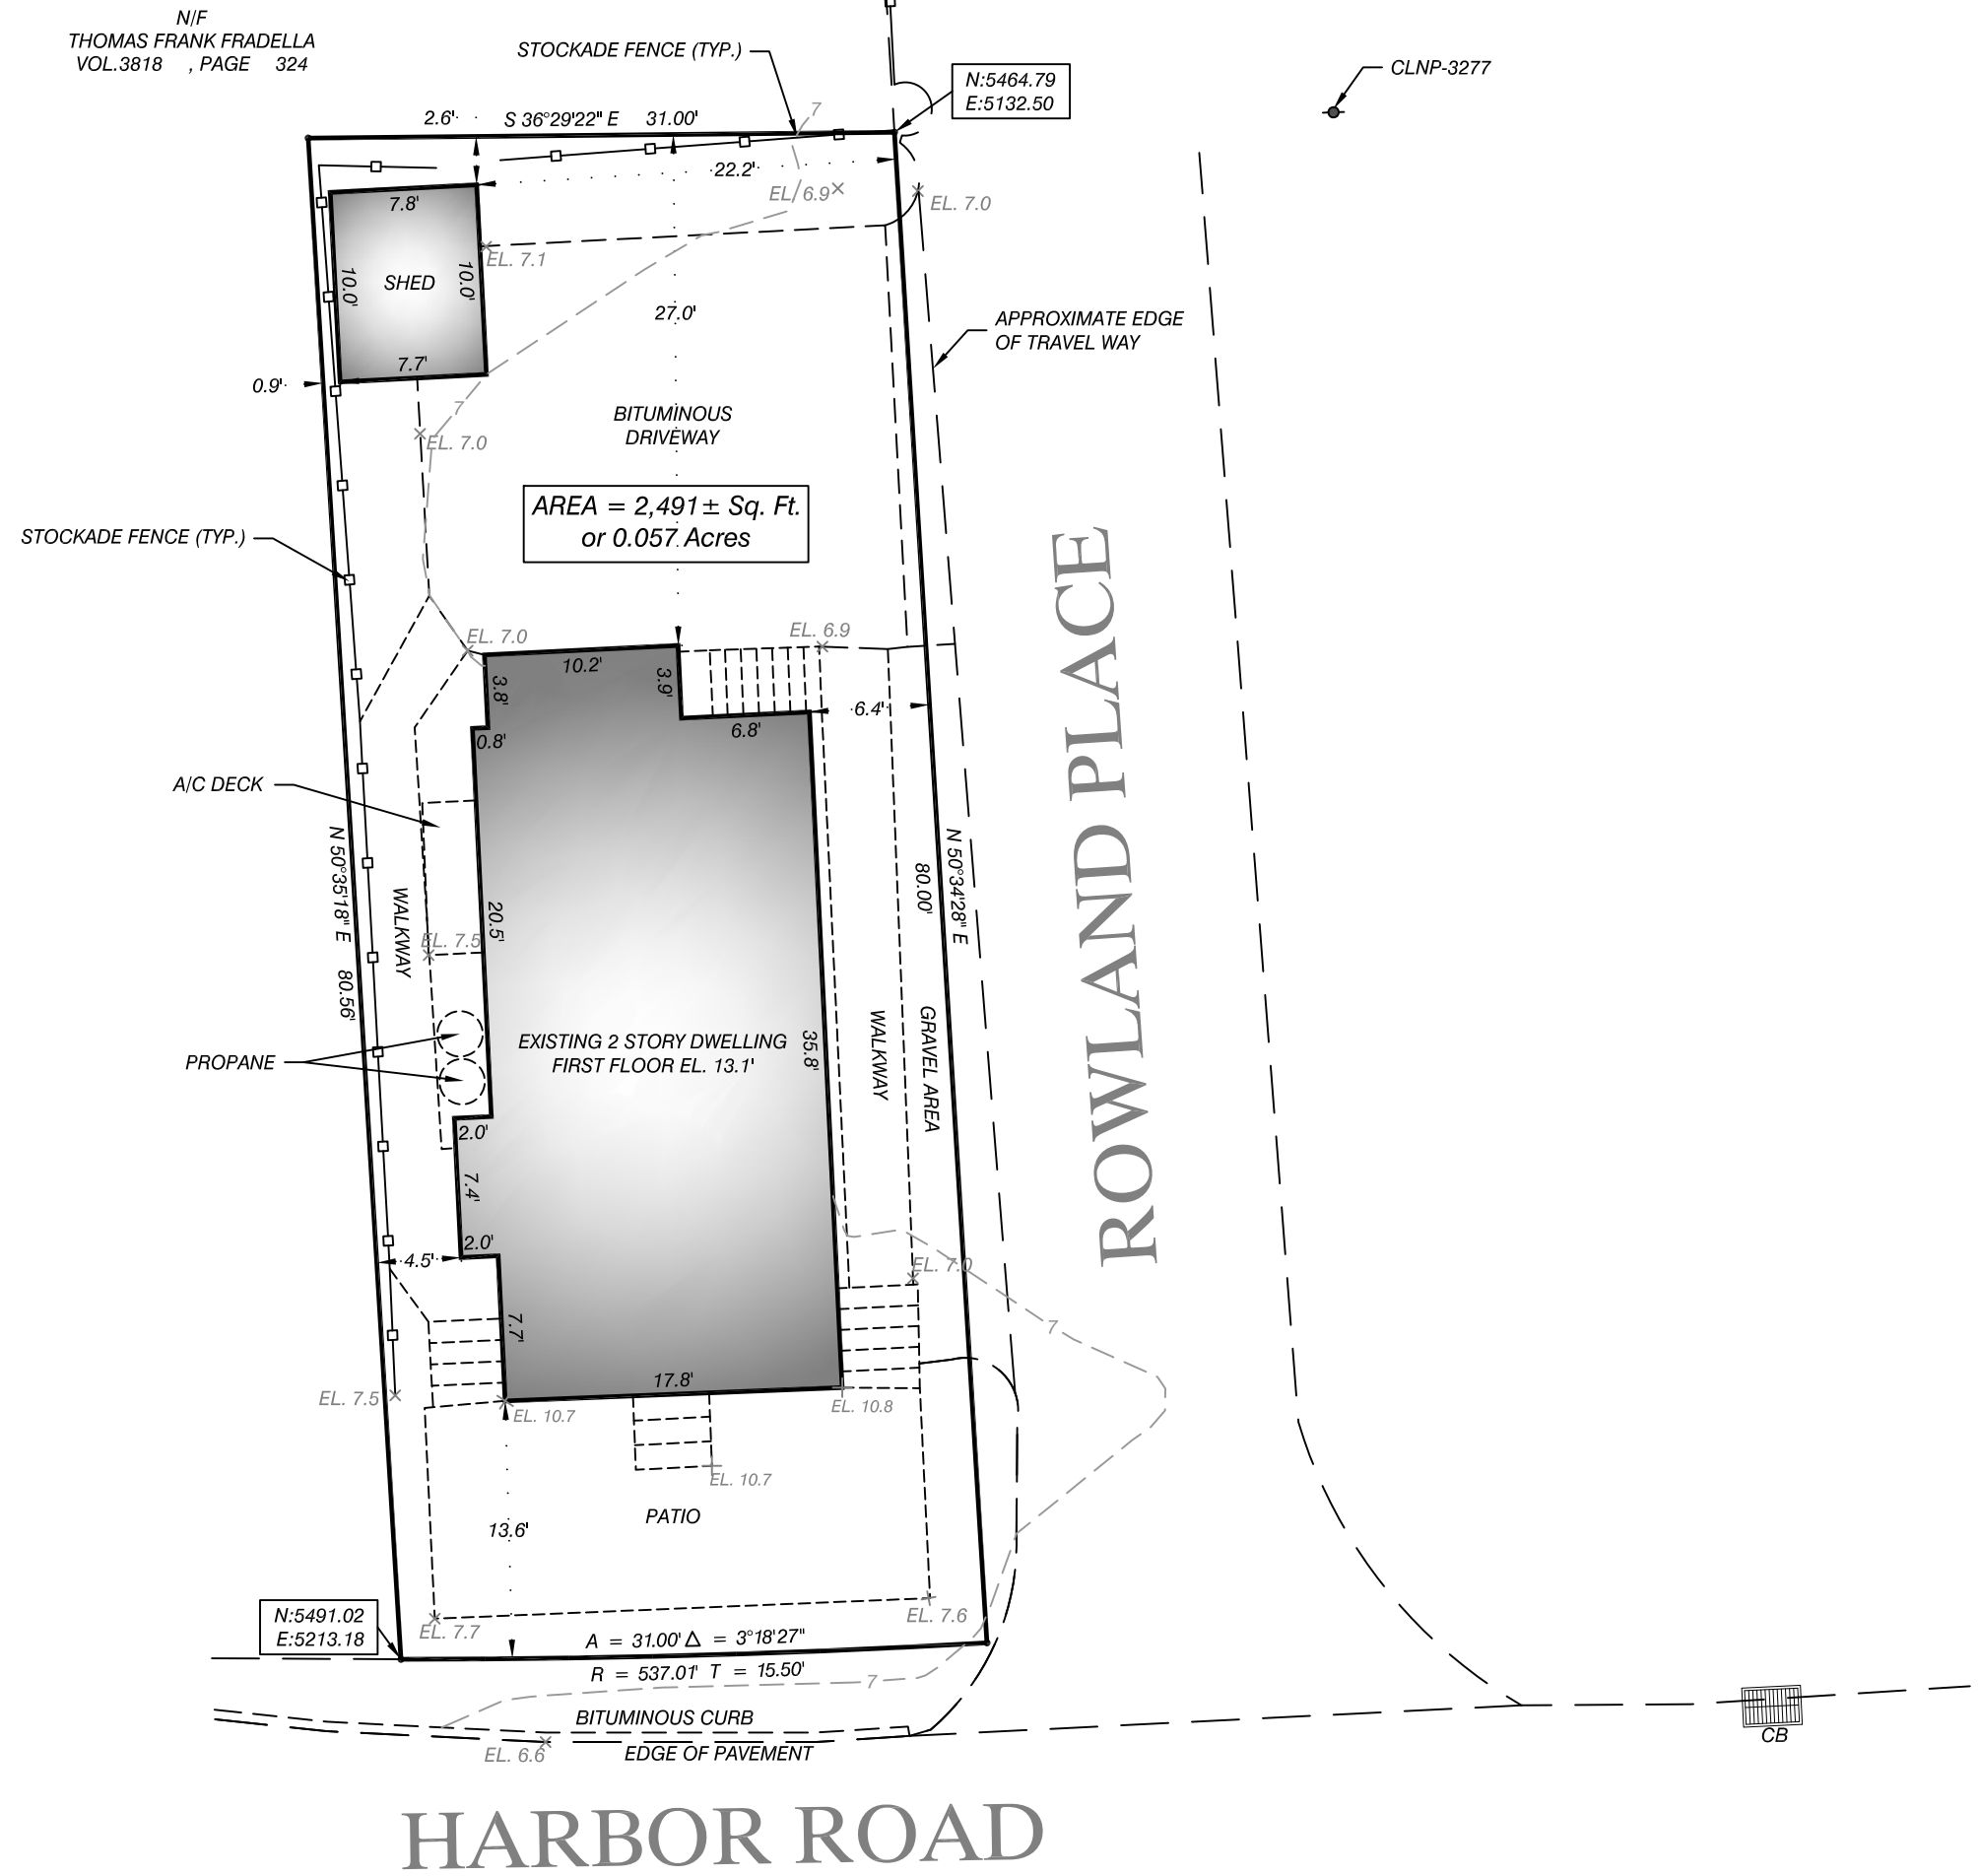 N/F
THOMAS FRANK FRADELLA
VOL.3818 , PAGE 324
STOCKADE FENCE (TYP.)
N:5464.79
E:5132.50
CLNP-3277
2.6'
S 36°29'22" E 31.00'
7
22.2'
EL. 6.9
EL. 7.0
7.8'
10.0'
SHED
10.0'
EL. 7.1
27.0'
APPROXIMATE EDGE
OF TRAVEL WAY
7.7'
0.9'
7
EL. 7.0
BITUMINOUS
DRIVEWAY
AREA = 2,491± Sq. Ft.
or 0.057 Acres
STOCKADE FENCE (TYP.)
EL. 7.0
EL. 6.9
10.2'
3.8'
3.9'
0.8'
6.8'
6.4'
A/C DECK
N 50°35'18" E 80.56'
WALKWAY
20.5'
EL. 7.5
80.00'
N 50°34'28" E
ROWLAND PLACE
PROPANE
EXISTING 2 STORY DWELLING
FIRST FLOOR EL. 13.1'
35.8'
WALKWAY
GRAVEL AREA
2.0'
7.4'
2.0'
4.5'
EL. 7.0
7
7.7'
17.8'
EL. 7.5
EL. 10.7
EL. 10.8
EL. 10.7
PATIO
13.6'
N:5491.02
E:5213.18
EL. 7.7
EL. 7.6
A = 31.00' Δ = 3°18'27"
R = 537.01' T = 15.50'
7
BITUMINOUS CURB
EL. 6.6
EDGE OF PAVEMENT
CB
HARBOR ROAD